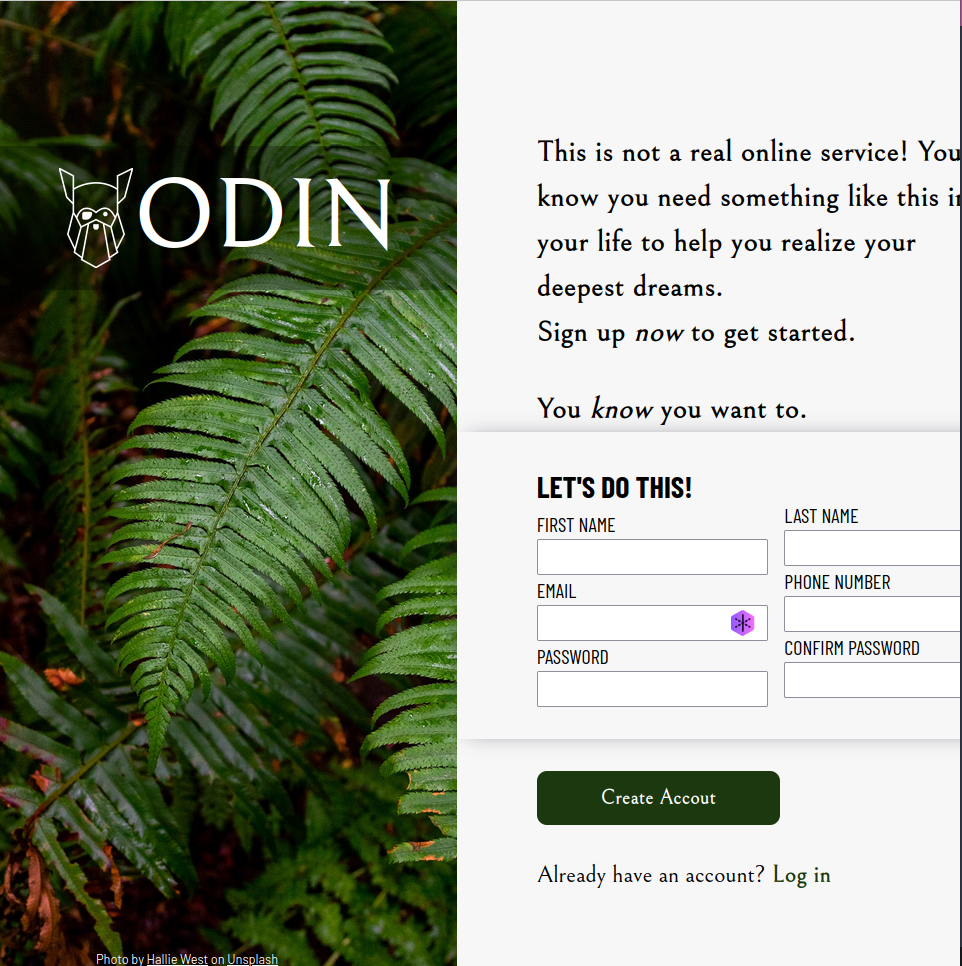 ODIN
This is not a real online service! You
know you need something like this in
your life to help you realize your
deepest dreams.
Sign up now to get started.
You know you want to.
LET'S DO THIS!
FIRST NAME
LAST NAME
EMAIL
PHONE NUMBER
PASSWORD
CONFIRM PASSWORD
Create Accout
Already have an account? Log in
Photo by Hallie West on Unsplash